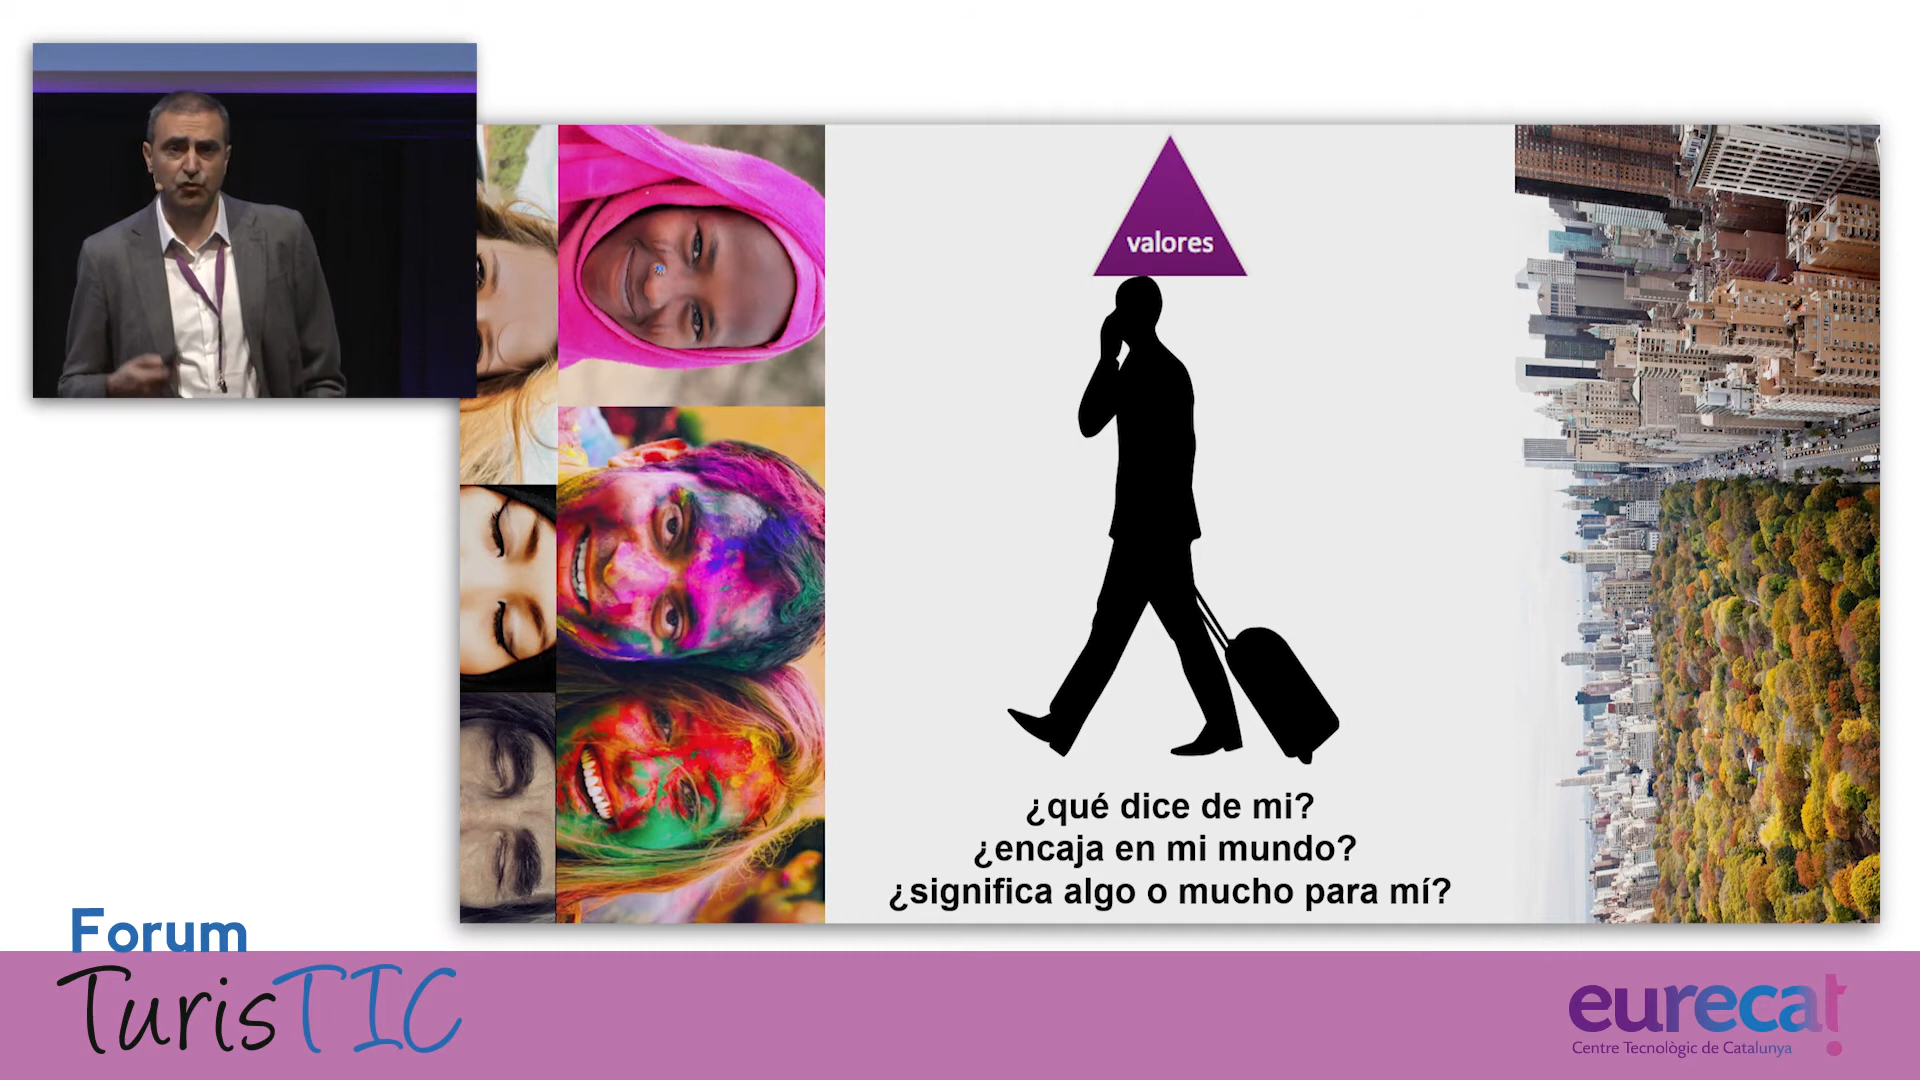 valores
¿qué dice de mi?
¿encaja en mi mundo?
¿significa algo o mucho para mí?
Forum
TurisTIC
eurecat
Centre Tecnològic de Catalunya